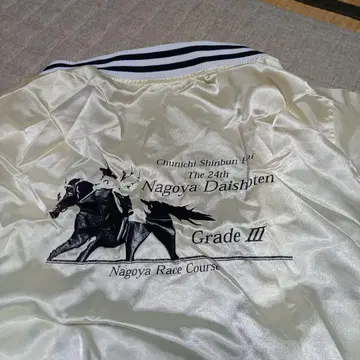 Chunichi Shinbun Hai
The 24th
Nagoya Daishoten
Grade III
Nagoya Race Course